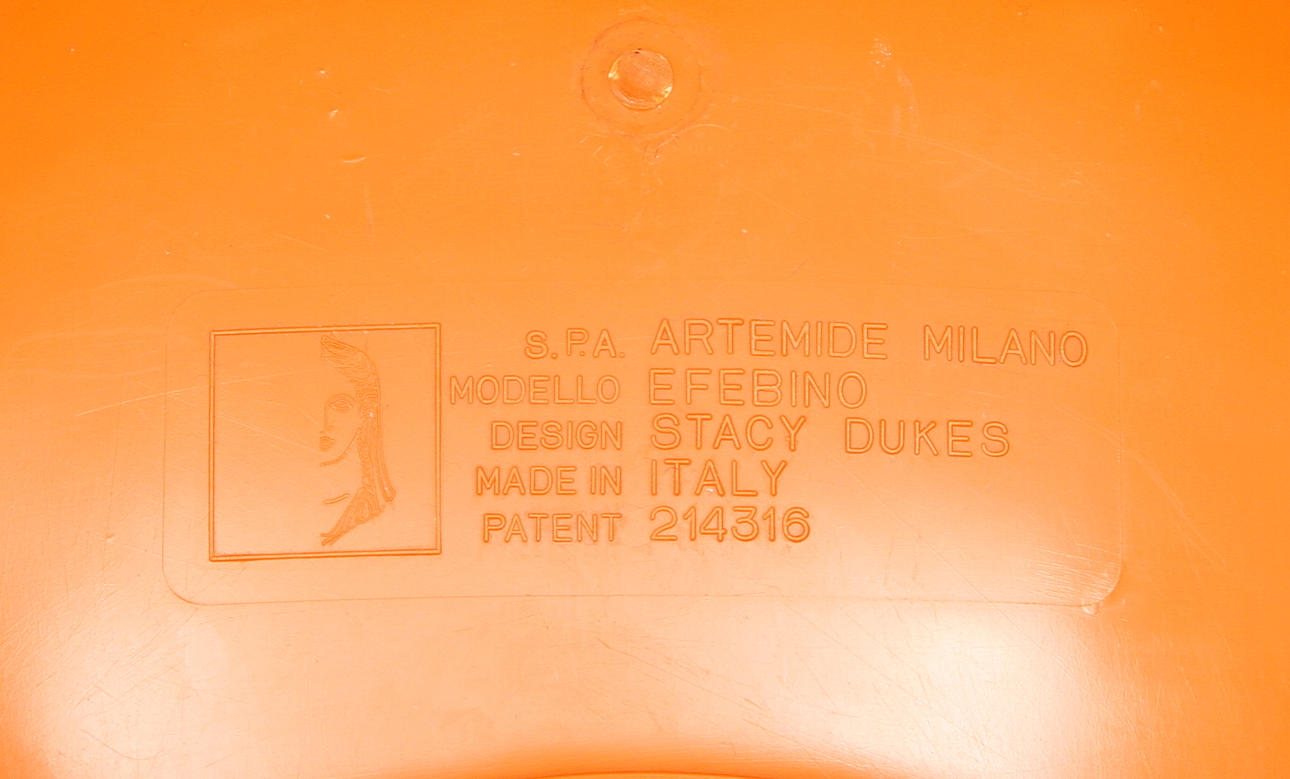 S.P.A. ARTEMIDE MILANO
MODELLO EFEBINO
DESIGN STACY DUKES
MADE IN ITALY
PATENT 214316